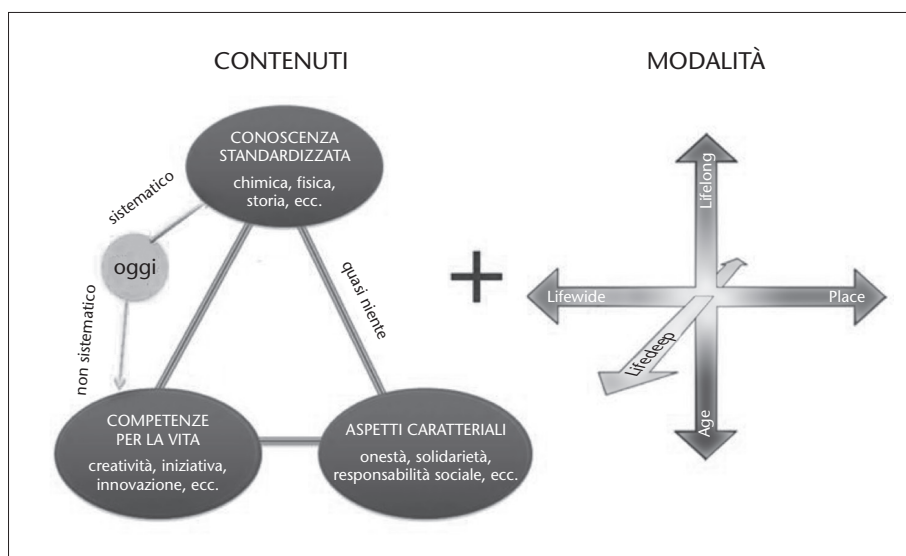 CONTENUTI
MODALITÀ
CONOSCENZA
STANDARDIZZATA
chimica, fisica,
storia, ecc.
sistematico
oggi
non sistematico
quasi niente
COMPETENZE
PER LA VITA
creatività, iniziativa,
innovazione, ecc.
ASPETTI CARATTERIALI
onestà, solidarietà,
responsabilità sociale, ecc.
+
Lifelong
Lifewide
Place
Lifedeep
Age